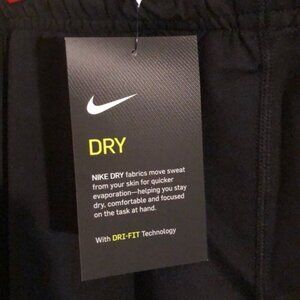 DRY
NIKE DRY fabrics move sweat
from your skin for quicker
evaporation—helping you stay
dry, comfortable and focused
on the task at hand.
With DRI-FIT Technology